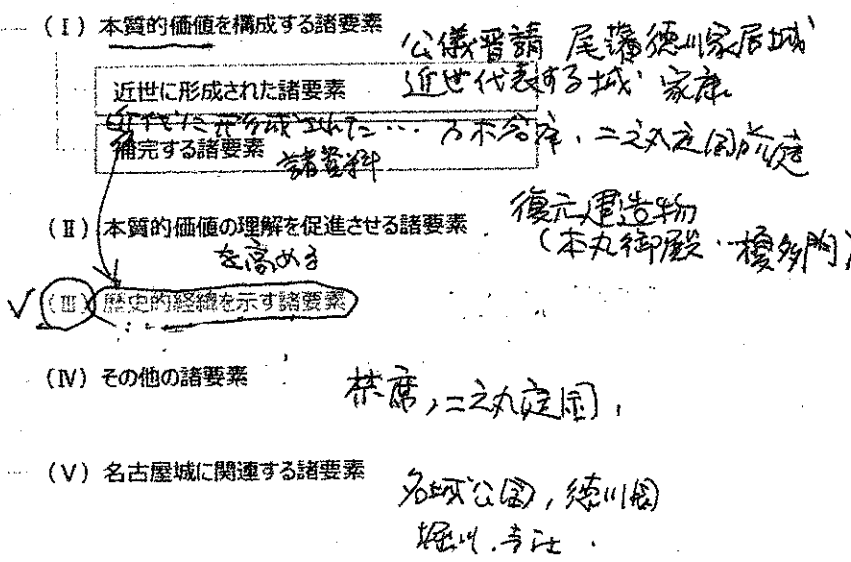 (Ⅰ) 本質的価値を構成する諸要素
公儀普請 尾藩徳川家居城
近世に形成された諸要素
近世代表する城 家康
近代に形成された…
補完する諸要素
諸資料
乃木倉庫、二之丸庭園前庭
復元建造物
(Ⅱ) 本質的価値の理解を促進させる諸要素
(本丸御殿・櫓多門)
を高める
✓ (Ⅲ) 歴史的経緯を示す諸要素
(Ⅳ) その他の諸要素
茶席,二之丸庭園,
(Ⅴ) 名古屋城に関連する諸要素
名城公園,徳川園
堀川.寺社.